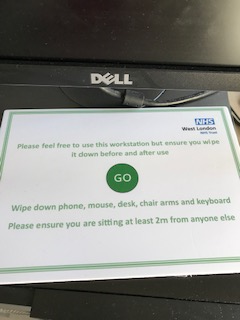 DELL
NHS
West London
NHS Trust
Please feel free to use this workstation but ensure you wipe
it down before and after use
GO
Wipe down phone, mouse, desk, chair arms and keyboard
Please ensure you are sitting at least 2m from anyone else